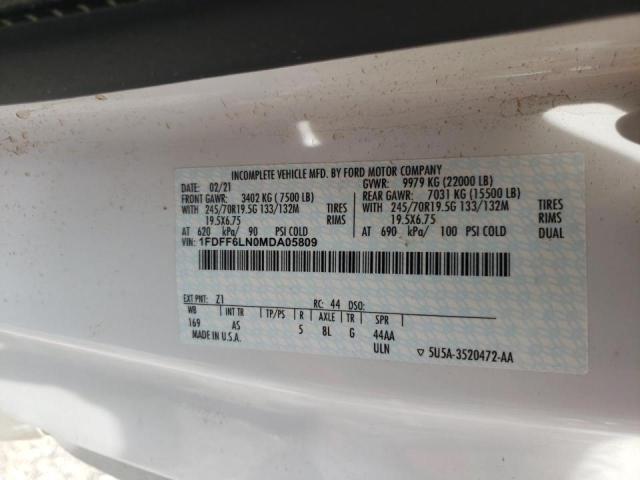 INCOMPLETE VEHICLE MFD. BY FORD MOTOR COMPANY
DATE: 02/21 GVWR: 9979 KG (22000 LB)
FRONT GAWR: 3402 KG ( 7500 LB) REAR GAWR: 7031 KG (15500 LB)
WITH 245/70R19.5G 133/132M TIRES WITH 245/70R19.5G 133/132M TIRES
19.5X6.75 RIMS 19.5X6.75 RIMS
AT 620 kPa/ 90 PSI COLD AT 690 kPa/ 100 PSI COLD DUAL
VIN: 1FDFF6LN0MDA05809
EXT PNT: Z1 RC: 44 DSO:
WB INT TR TP/PS R AXLE TR SPR
169 AS 5 8L G 44AA
MADE IN U.S.A. ULN
5U5A-3520472-AA